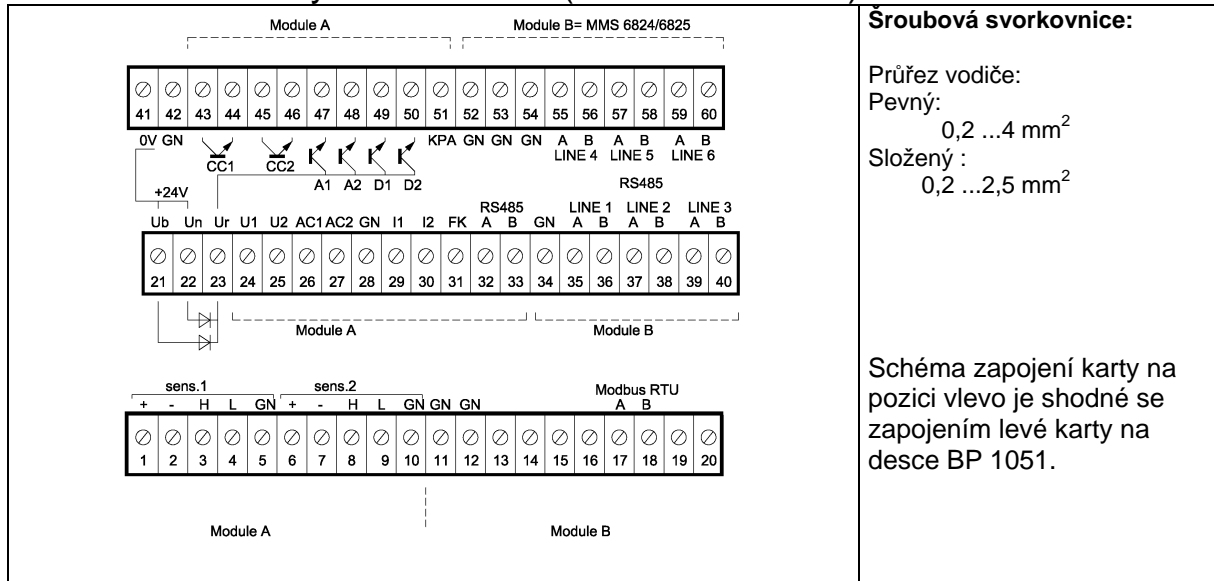 Module A Module B= MMS 6824/6825
41 42 43 44 45 46 47 48 49 50 51 52 53 54 55 56 57 58 59 60
0V GN KPA GN GN GN A B A B A B
CC1 CC2 LINE 4 LINE 5 LINE 6
A1 A2 D1 D2
+24V RS485
RS485 LINE 1 LINE 2 LINE 3
Ub Un Ur U1 U2 AC1 AC2 GN I1 I2 FK A B GN A B A B A B
21 22 23 24 25 26 27 28 29 30 31 32 33 34 35 36 37 38 39 40
Module A Module B
sens.1 sens.2 Modbus RTU
+ - H L GN + - H L GN GN GN A B
1 2 3 4 5 6 7 8 9 10 11 12 13 14 15 16 17 18 19 20
Module A Module B
Šroubová svorkovnice:
Průřez vodiče:
Pevný:
0,2 ...4 mm²
Složený :
0,2 ...2,5 mm²
Schéma zapojení karty na
pozici vlevo je shodné se
zapojením levé karty na
desce BP 1051.